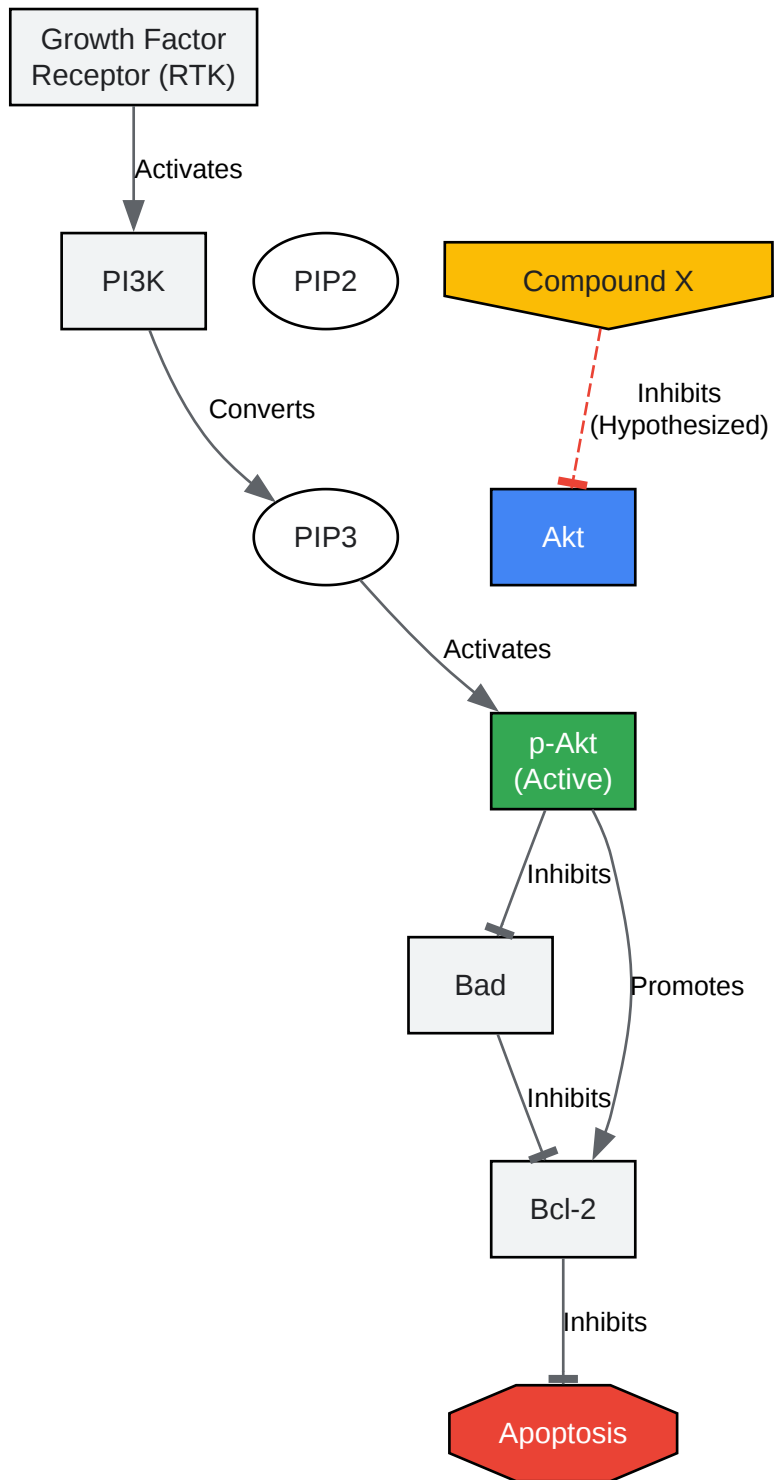 Growth Factor
Receptor (RTK)
Activates
PI3K
PIP2
Compound X
Converts
Inhibits
(Hypothesized)
PIP3
Akt
Activates
p-Akt
(Active)
Inhibits
Bad
Promotes
Inhibits
Bcl-2
Inhibits
Apoptosis